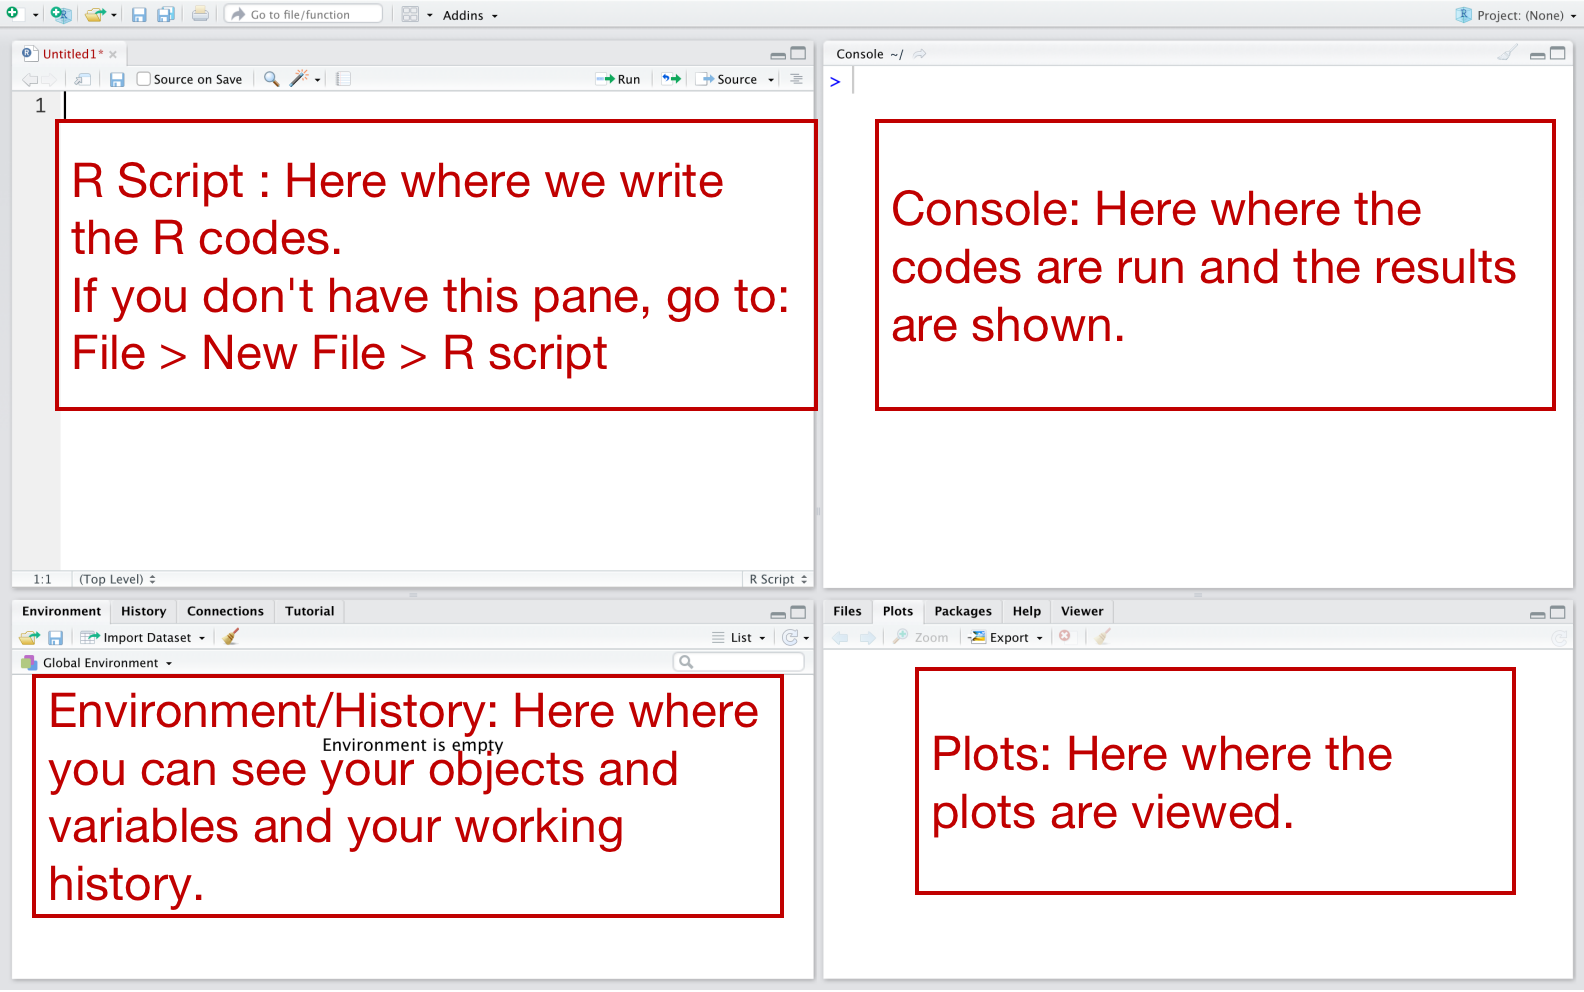 Go to file/function
Addins
Project: (None)
Untitled1*
Source on Save
Run
Source
1
R Script : Here where we write
the R codes.
If you don't have this pane, go to:
File > New File > R script
1:1
(Top Level)
R Script
Console ~/
>
Console: Here where the
codes are run and the results
are shown.
Environment History Connections Tutorial
Import Dataset
List
Global Environment
Environment is empty
Environment/History: Here where
you can see your objects and
variables and your working
history.
Files Plots Packages Help Viewer
Zoom
Export
Plots: Here where the
plots are viewed.